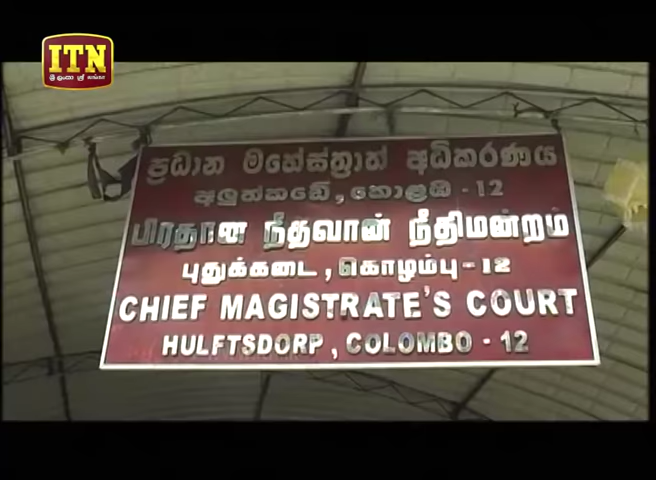 ITN
ප්‍රධාන මහේස්ත්‍රාත් අධිකරණය
අලුත්කඩේ, කොළඹ - 12
பிரதான நீதவான் நீதிமன்றம்
புதுக்கடை, கொழும்பு - 12
CHIEF MAGISTRATE'S COURT
HULFTSDORP, COLOMBO - 12